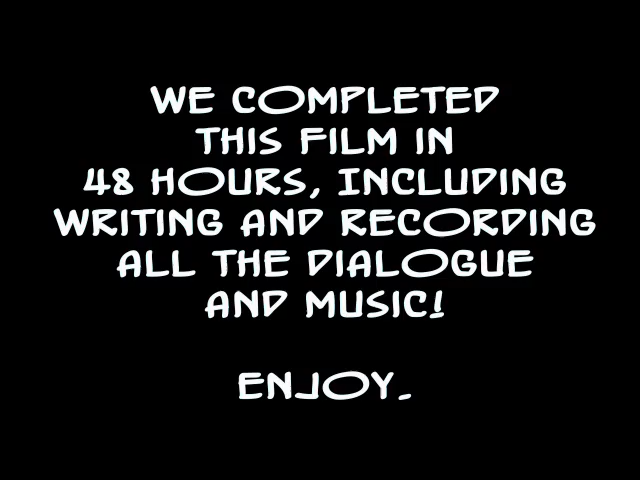 WE COMPLETED
THIS FILM IN
48 HOURS, INCLUDING
WRITING AND RECORDING
ALL THE DIALOGUE
AND MUSIC!
ENJOY.